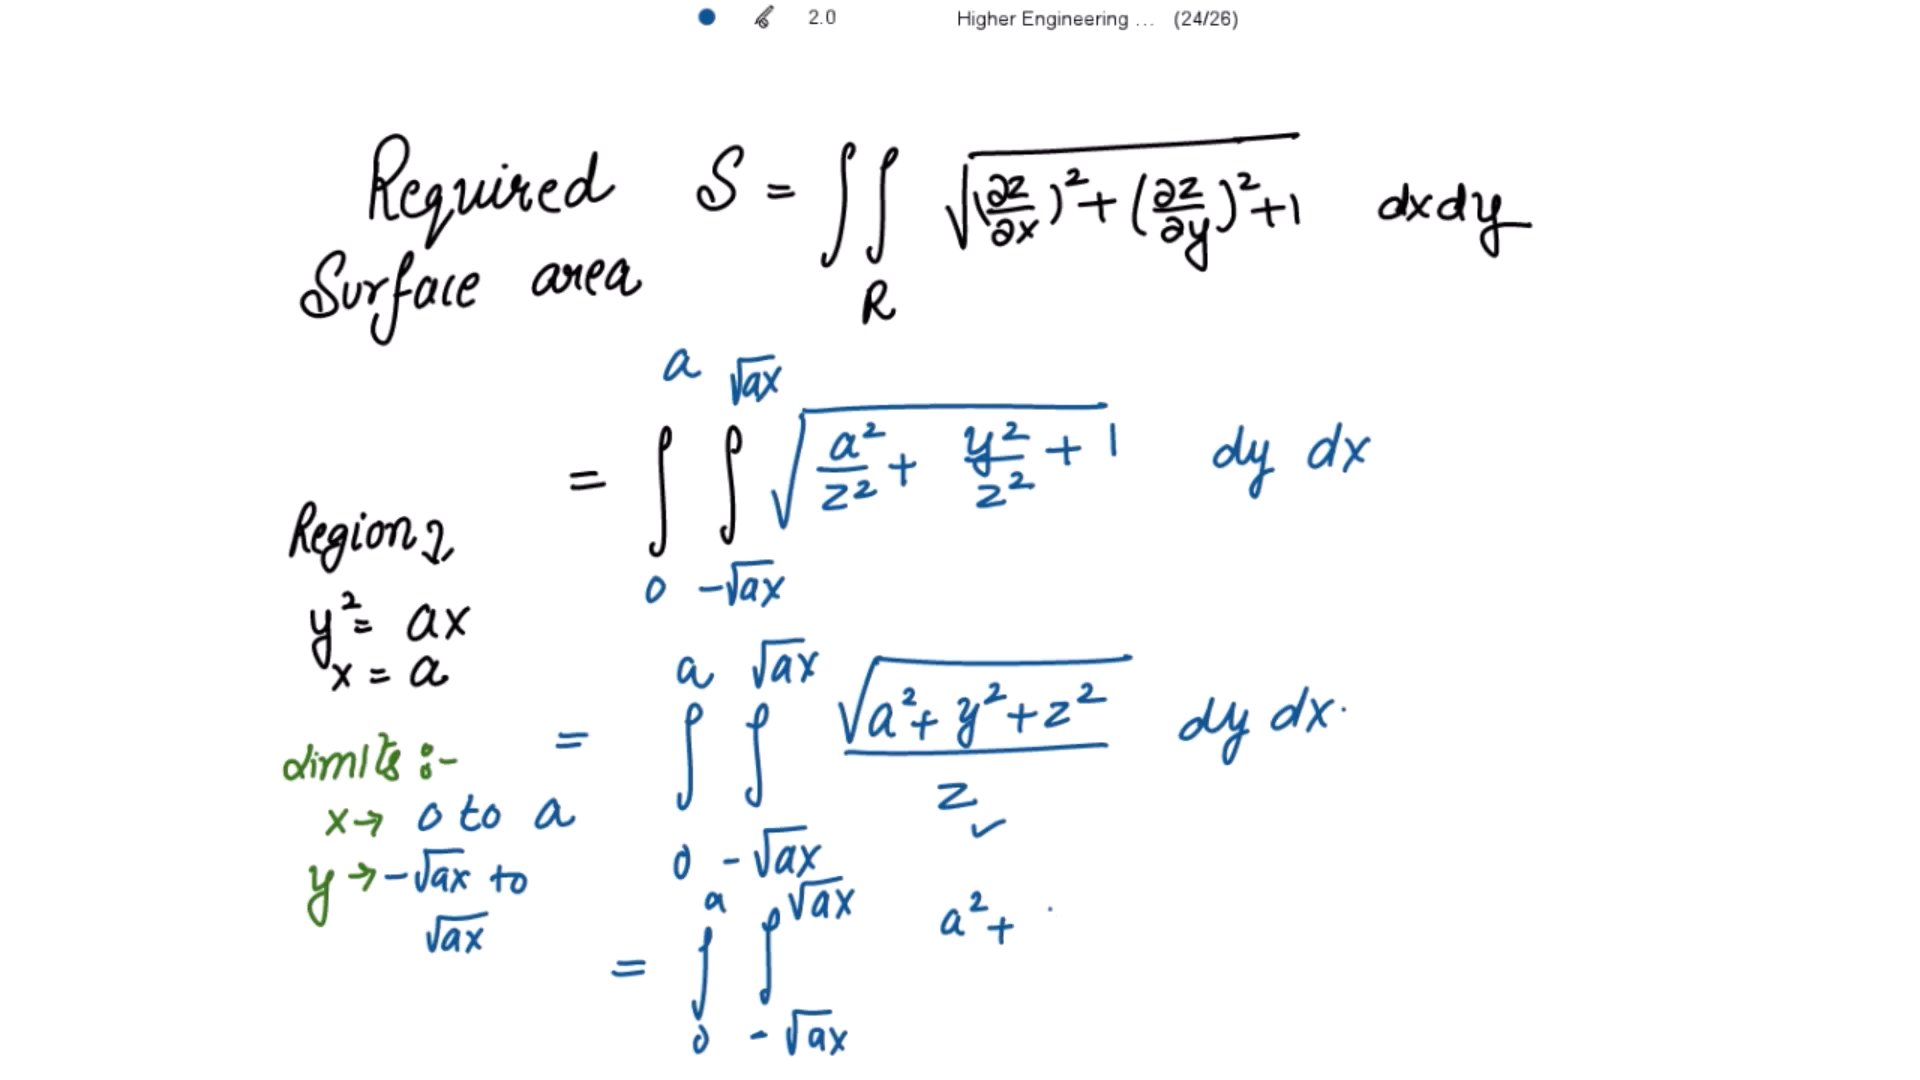 2.0 Higher Engineering ... (24/26)
Required S = ∫∫ √((∂z/∂x)² + (∂z/∂y)² + 1) dxdy
Surface area R
a √ax
= ∫ ∫ √(a²/z² + y²/z² + 1) dy dx
0 -√ax
Region
y² = ax
x = a
a √ax
= ∫ ∫ √(a² + y² + z²) / z dy dx.
0 -√ax
Limits :-
x → 0 to a
y → -√ax to
√ax
a √ax
= ∫ ∫ a² +
0 -√ax